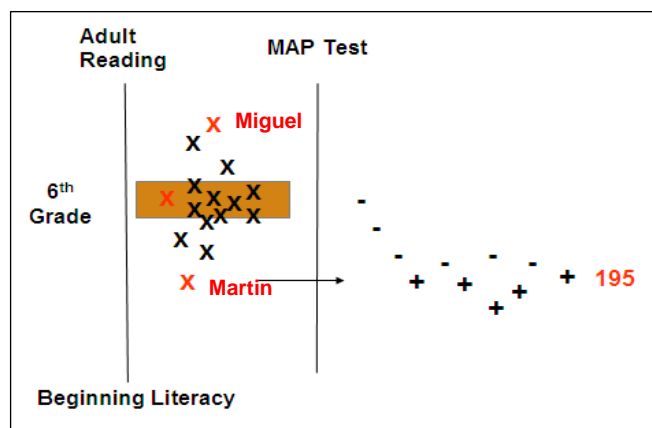 Adult
Reading
MAP Test
Miguel
x
x
x
6th
Grade
x
x
x
x
x
x
x
x
x
x
x
x
x
x
Martin
-
-
-
-
-
-
+
+
+
+
+
195
Beginning Literacy